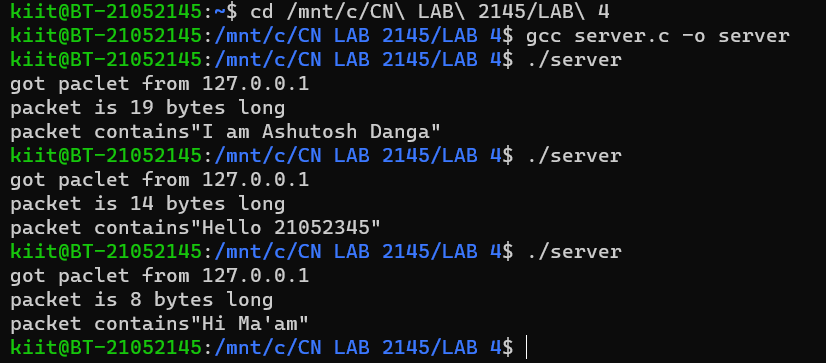 kiit@BT-21052145:~$ cd /mnt/c/CN\ LAB\ 2145/LAB\ 4
kiit@BT-21052145:/mnt/c/CN LAB 2145/LAB 4$ gcc server.c -o server
kiit@BT-21052145:/mnt/c/CN LAB 2145/LAB 4$ ./server
got paclet from 127.0.0.1
packet is 19 bytes long
packet contains"I am Ashutosh Danga"
kiit@BT-21052145:/mnt/c/CN LAB 2145/LAB 4$ ./server
got paclet from 127.0.0.1
packet is 14 bytes long
packet contains"Hello 21052345"
kiit@BT-21052145:/mnt/c/CN LAB 2145/LAB 4$ ./server
got paclet from 127.0.0.1
packet is 8 bytes long
packet contains"Hi Ma'am"
kiit@BT-21052145:/mnt/c/CN LAB 2145/LAB 4$